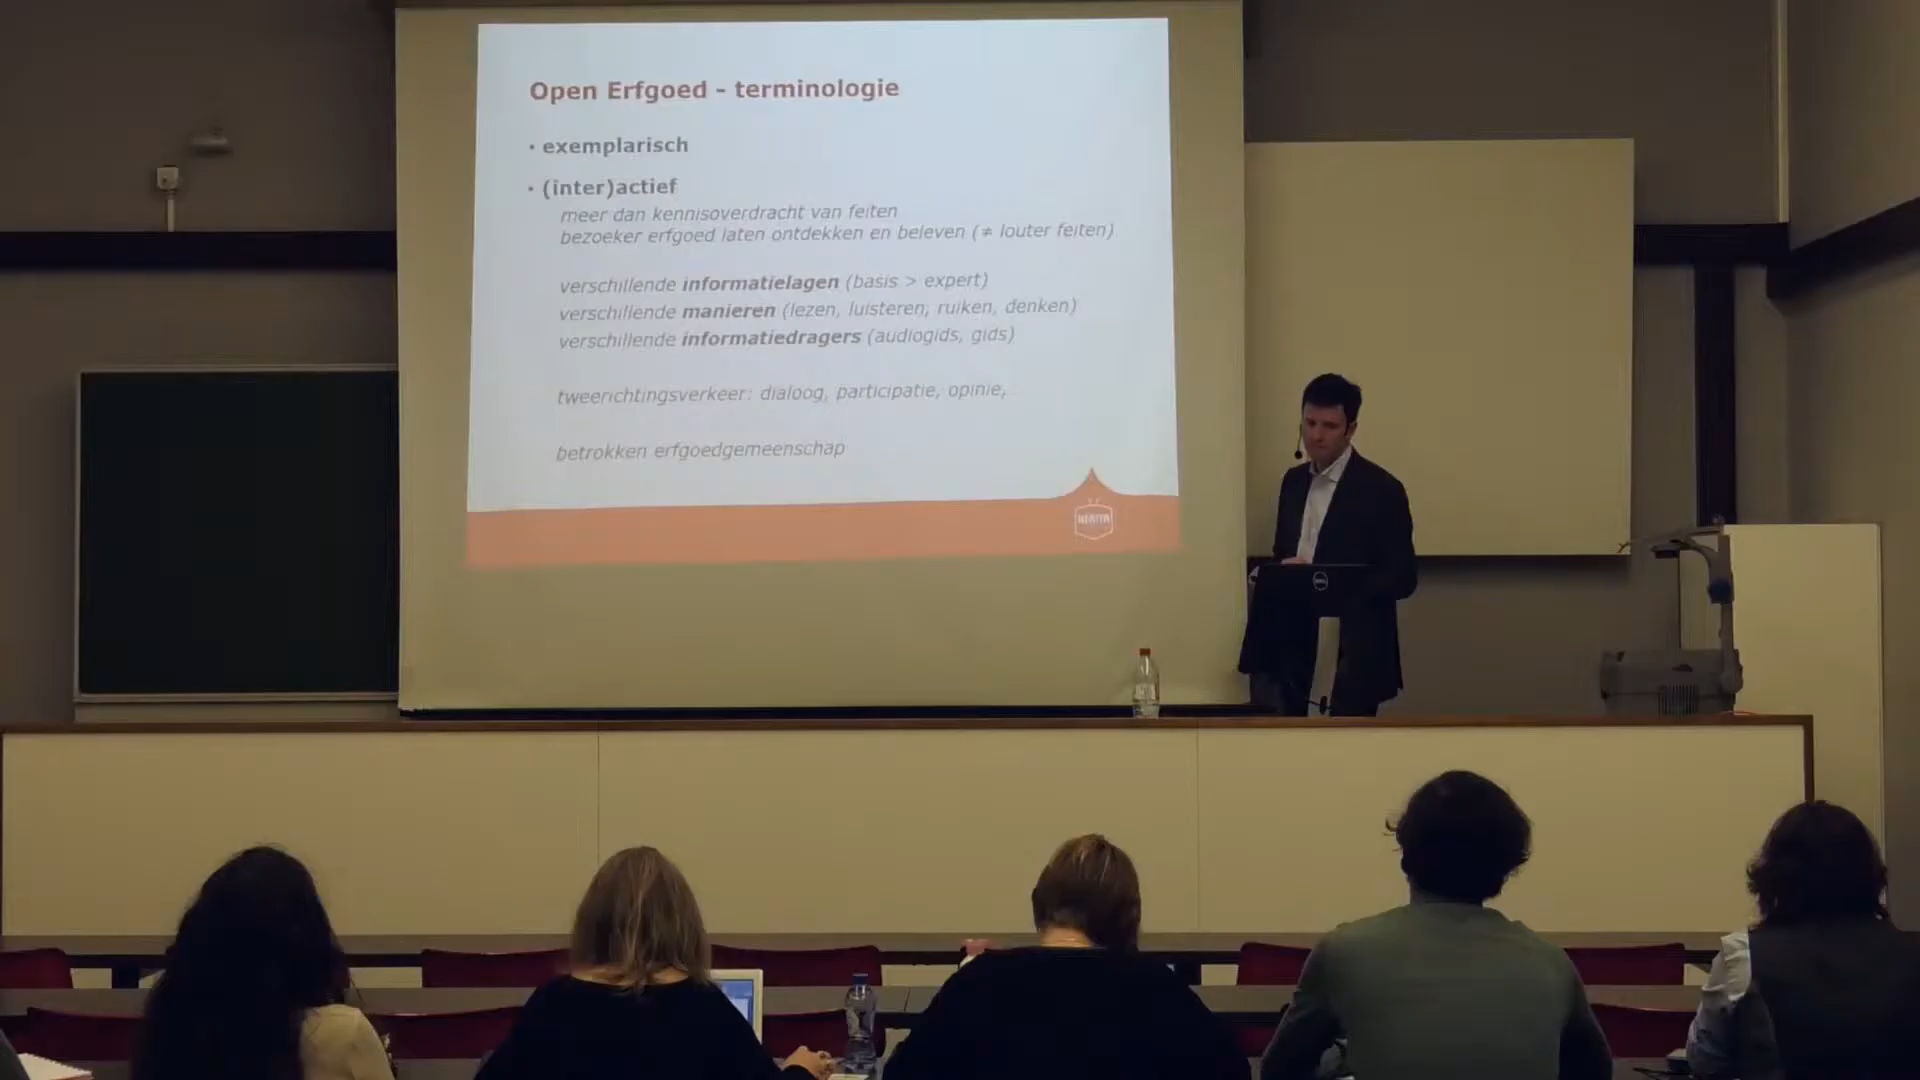 Open Erfgoed - terminologie
• exemplarisch
• (inter)actief
meer dan kennisoverdracht van feiten
bezoeker erfgoed laten ontdekken en beleven (≠ louter feiten)
verschillende informatielagen (basis > expert)
verschillende manieren (lezen, luisteren, ruiken, denken)
verschillende informatiedragers (audiogids, gids)
tweerichtingsverkeer: dialoog, participatie, opinie,
betrokken erfgoedgemeenschap